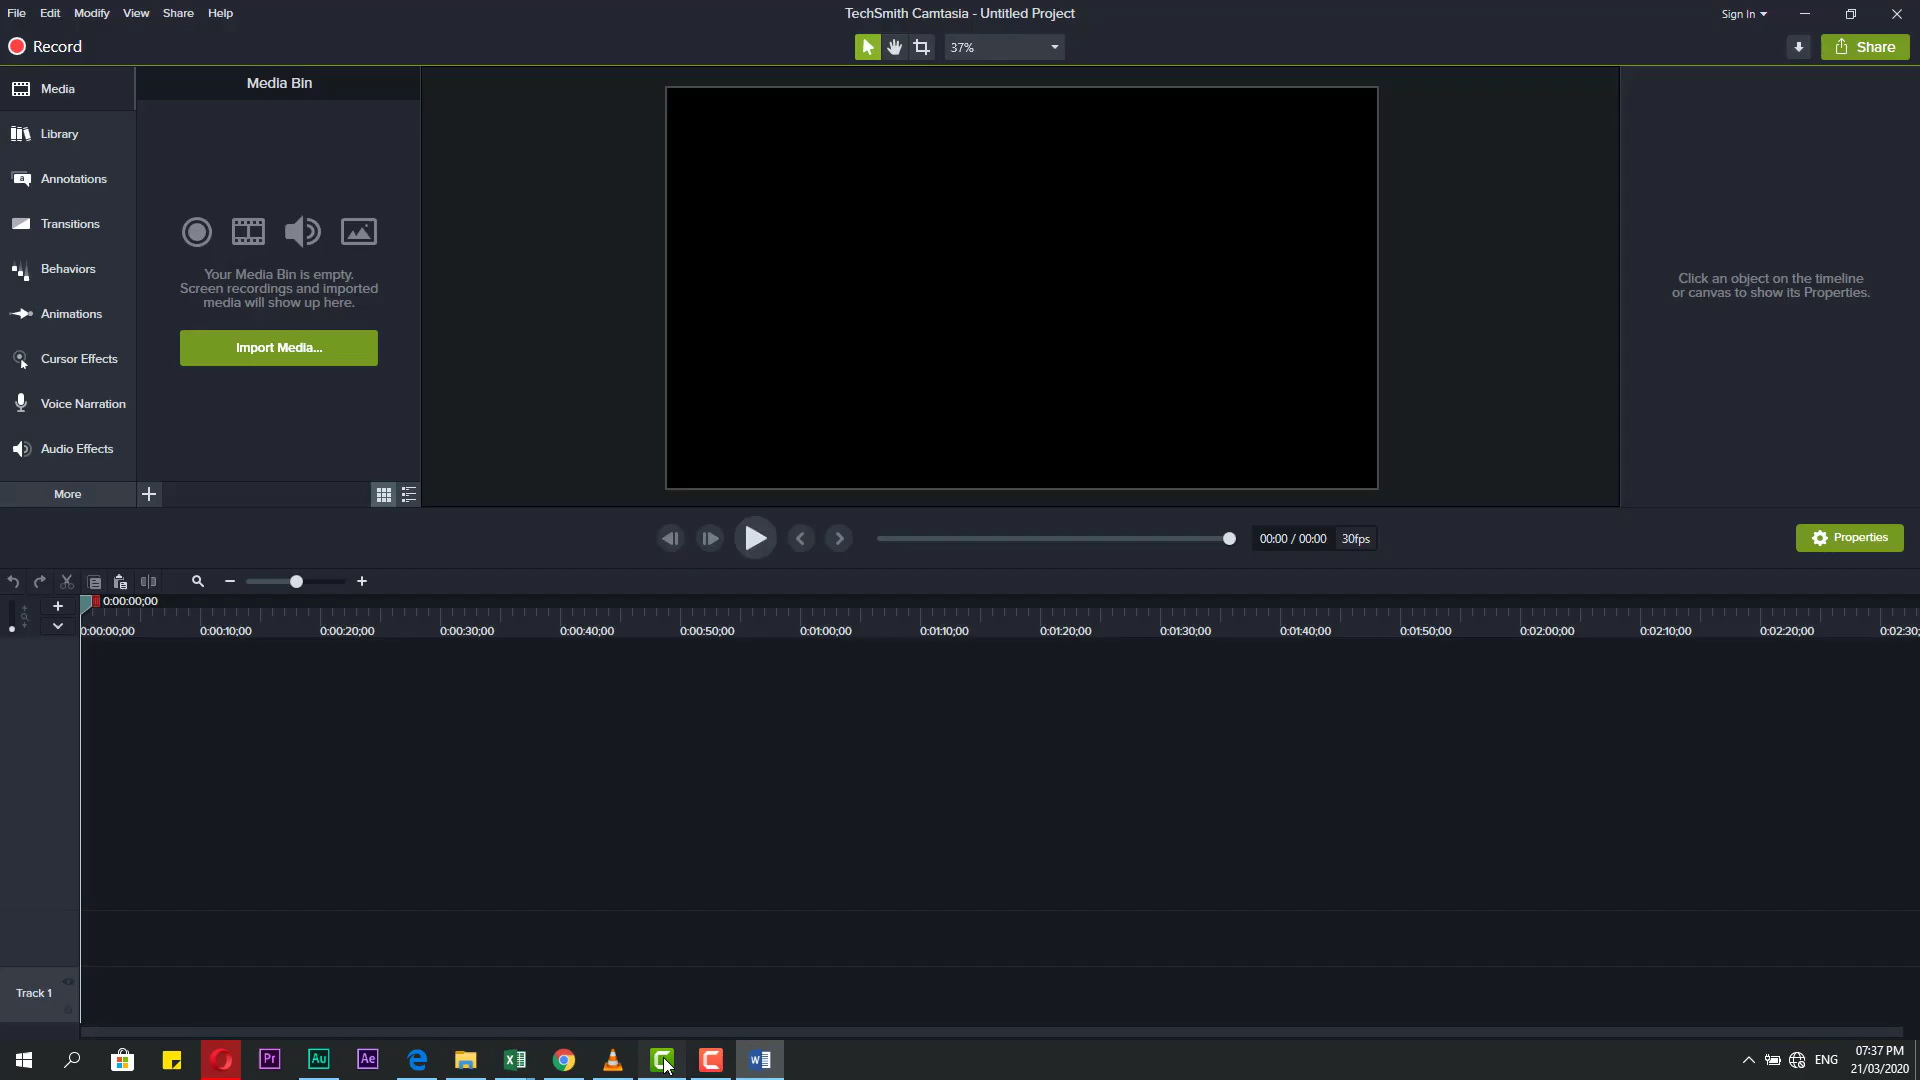 File Edit Modify View Share Help
TechSmith Camtasia - Untitled Project
Sign In
Record
37%
Share
Media
Media Bin
Library
a
Annotations
Transitions
Behaviors
Your Media Bin is empty.
Screen recordings and imported
media will show up here.
Click an object on the timeline
or canvas to show its Properties.
Animations
Import Media...
Cursor Effects
Voice Narration
Audio Effects
More
00:00 / 00:00 30fps
Properties
0:00:00;00
0:00:00;00 0:00:10;00 0:00:20;00 0:00:30;00 0:00:40;00 0:00:50;00 0:01:00;00 0:01:10;00 0:01:20;00 0:01:30;00 0:01:40;00 0:01:50;00 0:02:00;00 0:02:10;00 0:02:20;00 0:02:30;
Track 1
Pr Au Ae
ENG
07:37 PM
21/03/2020